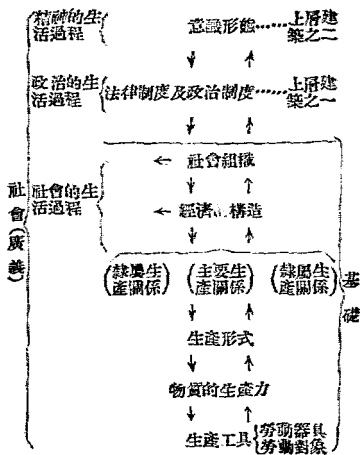 精神的生
活過程
意識形態……上層建
築之二
政治的生
活過程
法律制度及政治制度……上層建
築之一
社會(廣義)
社會的生
活過程
← 社會組織
← 經濟 構造
(隸屬生
產關係)
(主要生
產關係)
(隸屬生
產關係)
基礎
生產形式
物質的生產力
生產工具
勞動器具
勞動對象